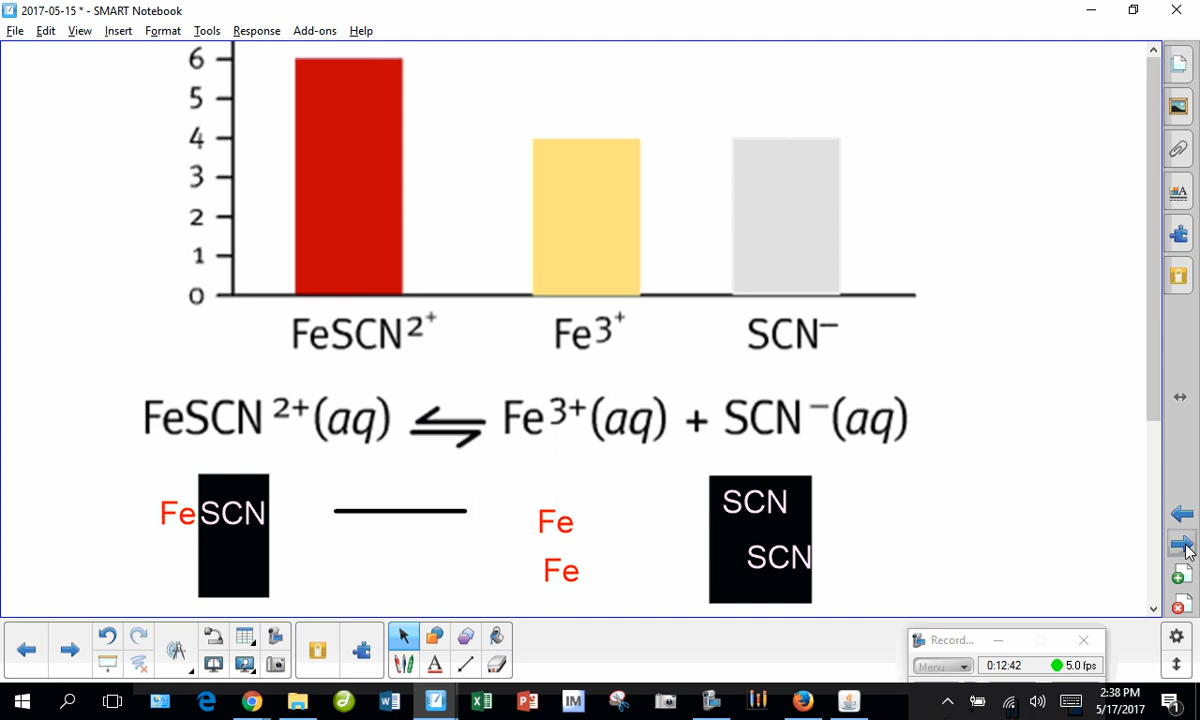 2017-05-15 * - SMART Notebook
File Edit View Insert Format Tools Response Add-ons Help
6
5
4
3
2
1
0
FeSCN²⁺ Fe³⁺ SCN⁻
FeSCN²⁺(aq) ⇌ Fe³⁺(aq) + SCN⁻(aq)
FeSCN
Fe
Fe
SCN
SCN
Record...
Menu 0:12:42 5.0 fps
2:38 PM
5/17/2017